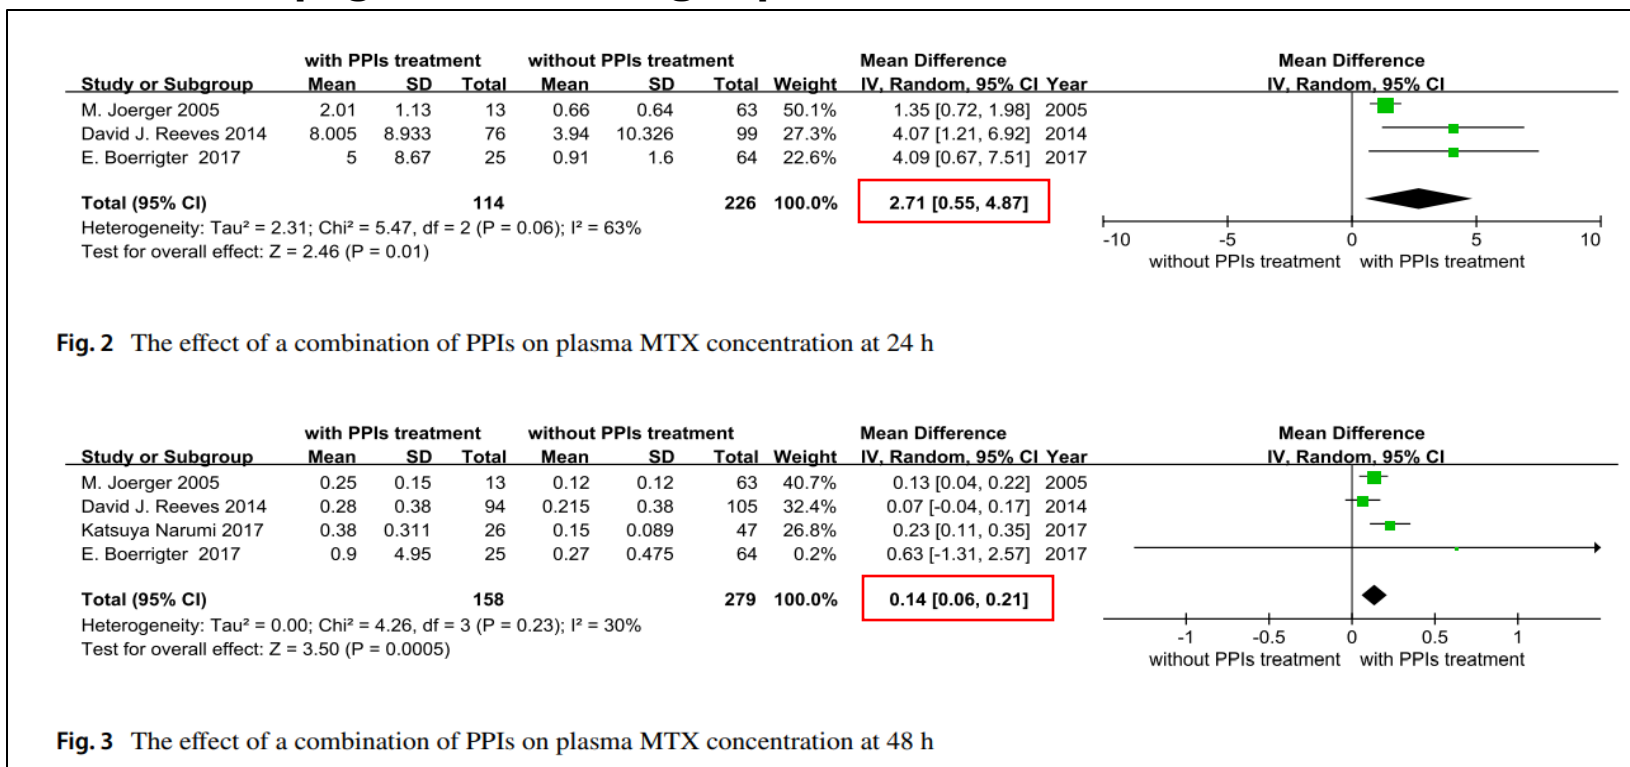 with PPIs treatment without PPIs treatment Mean Difference Mean Difference
Study or Subgroup Mean SD Total Mean SD Total Weight IV, Random, 95% CI Year IV, Random, 95% CI
M. Joerger 2005 2.01 1.13 13 0.66 0.64 63 50.1% 1.35 [0.72, 1.98] 2005
David J. Reeves 2014 8.005 8.933 76 3.94 10.326 99 27.3% 4.07 [1.21, 6.92] 2014
E. Boerrigter 2017 5 8.67 25 0.91 1.6 64 22.6% 4.09 [0.67, 7.51] 2017
Total (95% CI) 114 226 100.0% 2.71 [0.55, 4.87]
Heterogeneity: Tau² = 2.31; Chi² = 5.47, df = 2 (P = 0.06); I² = 63%
Test for overall effect: Z = 2.46 (P = 0.01)
-10 -5 0 5 10
without PPIs treatment with PPIs treatment
Fig. 2 The effect of a combination of PPIs on plasma MTX concentration at 24 h
with PPIs treatment without PPIs treatment Mean Difference Mean Difference
Study or Subgroup Mean SD Total Mean SD Total Weight IV, Random, 95% CI Year IV, Random, 95% CI
M. Joerger 2005 0.25 0.15 13 0.12 0.12 63 40.7% 0.13 [0.04, 0.22] 2005
David J. Reeves 2014 0.28 0.38 94 0.215 0.38 105 32.4% 0.07 [-0.04, 0.17] 2014
Katsuya Narumi 2017 0.38 0.311 26 0.15 0.089 47 26.8% 0.23 [0.11, 0.35] 2017
E. Boerrigter 2017 0.9 4.95 25 0.27 0.475 64 0.2% 0.63 [-1.31, 2.57] 2017
Total (95% CI) 158 279 100.0% 0.14 [0.06, 0.21]
Heterogeneity: Tau² = 0.00; Chi² = 4.26, df = 3 (P = 0.23); I² = 30%
Test for overall effect: Z = 3.50 (P = 0.0005)
-1 -0.5 0 0.5 1
without PPIs treatment with PPIs treatment
Fig. 3 The effect of a combination of PPIs on plasma MTX concentration at 48 h